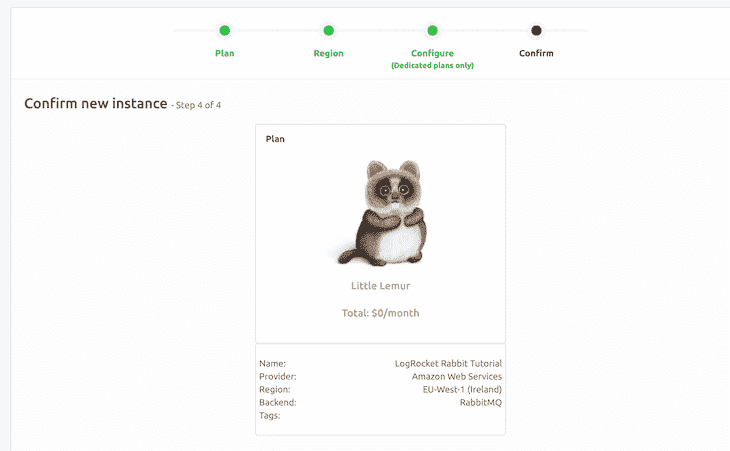 Plan
Region
Configure
(Dedicated plans only)
Confirm
Confirm new instance - Step 4 of 4
Plan
Little Lemur
Total: $0/month
Name: LogRocket Rabbit Tutorial
Provider: Amazon Web Services
Region: EU-West-1 (Ireland)
Backend: RabbitMQ
Tags: